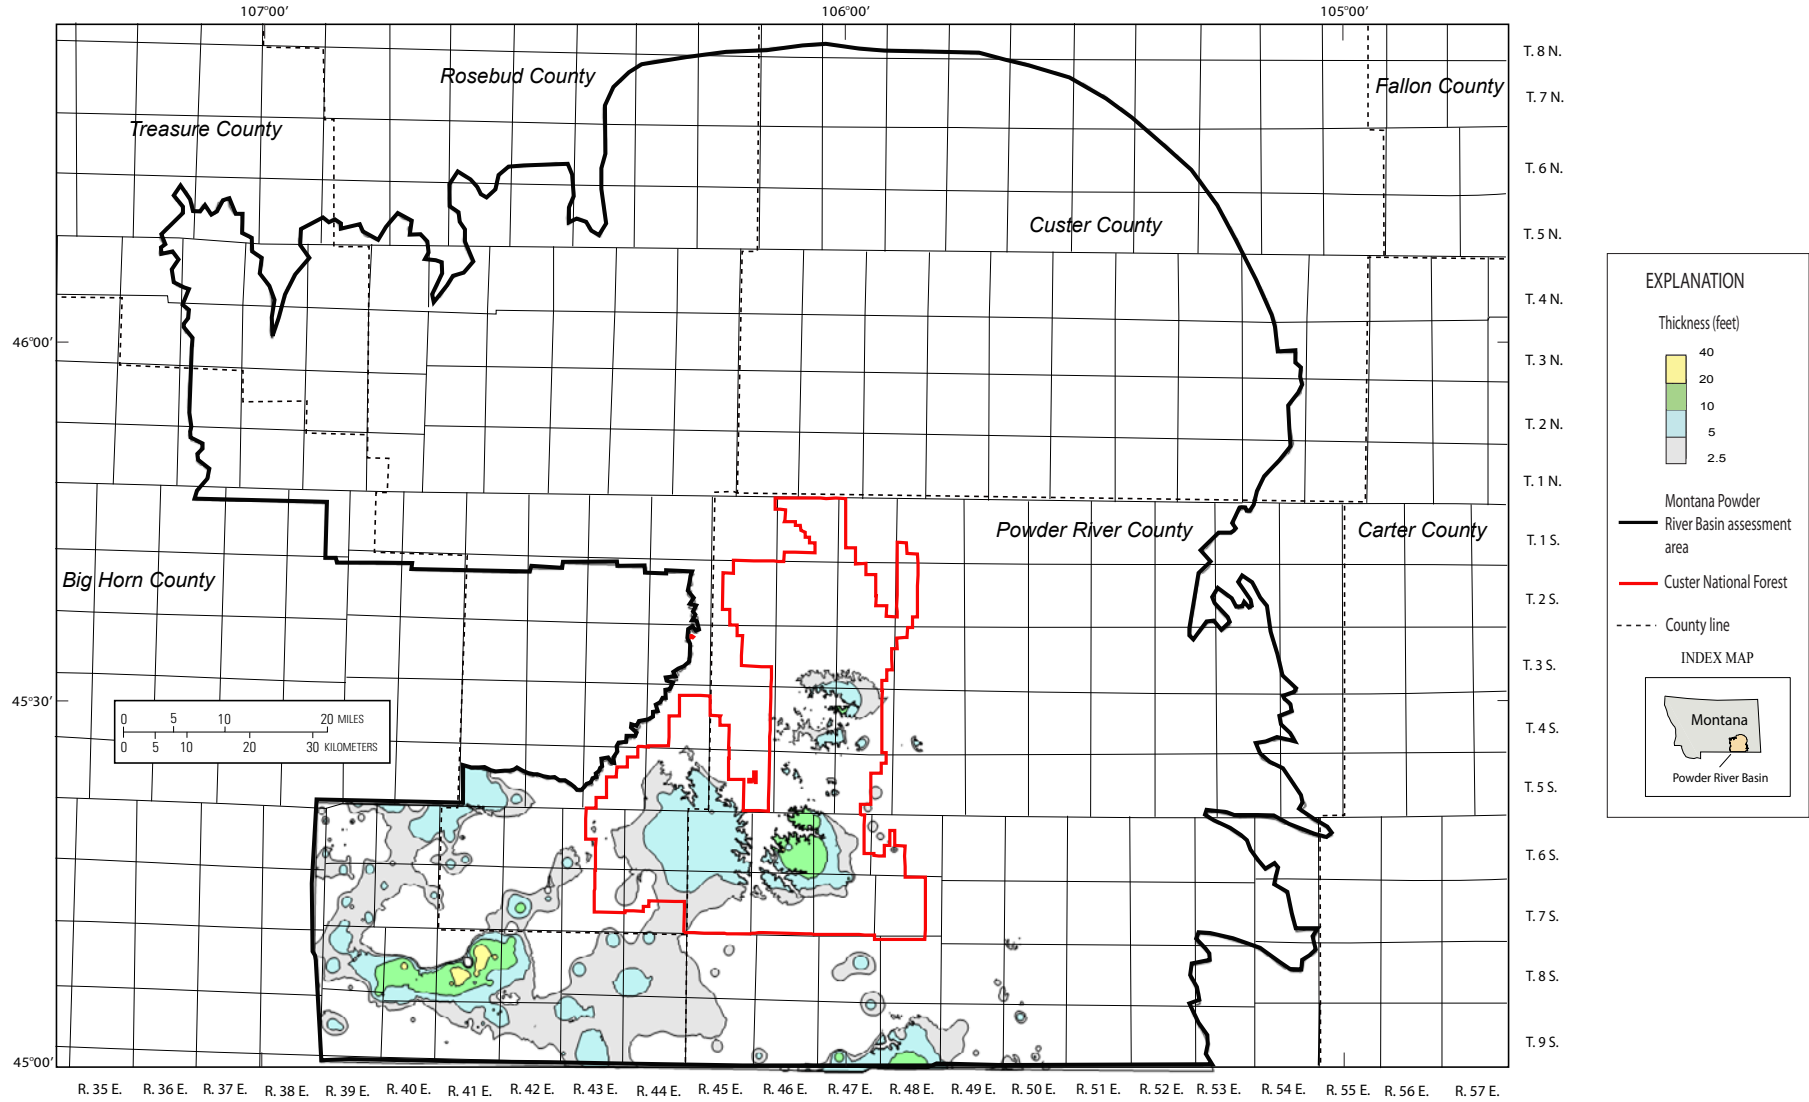 107°00′ 106°00′ 105°00′
Rosebud County
Fallon County
Treasure County
Custer County
Powder River County
Carter County
Big Horn County
46°00′
45°30′
45°00′
0 5 10 20 MILES
0 5 10 20 30 KILOMETERS
T. 8 N.
T. 7 N.
T. 6 N.
T. 5 N.
T. 4 N.
T. 3 N.
T. 2 N.
T. 1 N.
T. 1 S.
T. 2 S.
T. 3 S.
T. 4 S.
T. 5 S.
T. 6 S.
T. 7 S.
T. 8 S.
T. 9 S.
R. 35 E. R. 36 E. R. 37 E. R. 38 E. R. 39 E. R. 40 E. R. 41 E. R. 42 E. R. 43 E. R. 44 E. R. 45 E. R. 46 E. R. 47 E. R. 48 E. R. 49 E. R. 50 E. R. 51 E. R. 52 E. R. 53 E. R. 54 E. R. 55 E. R. 56 E. R. 57 E.
EXPLANATION
Thickness (feet)
40
20
10
5
2.5
Montana Powder
River Basin assessment
area
Custer National Forest
County line
INDEX MAP
Montana
Powder River Basin